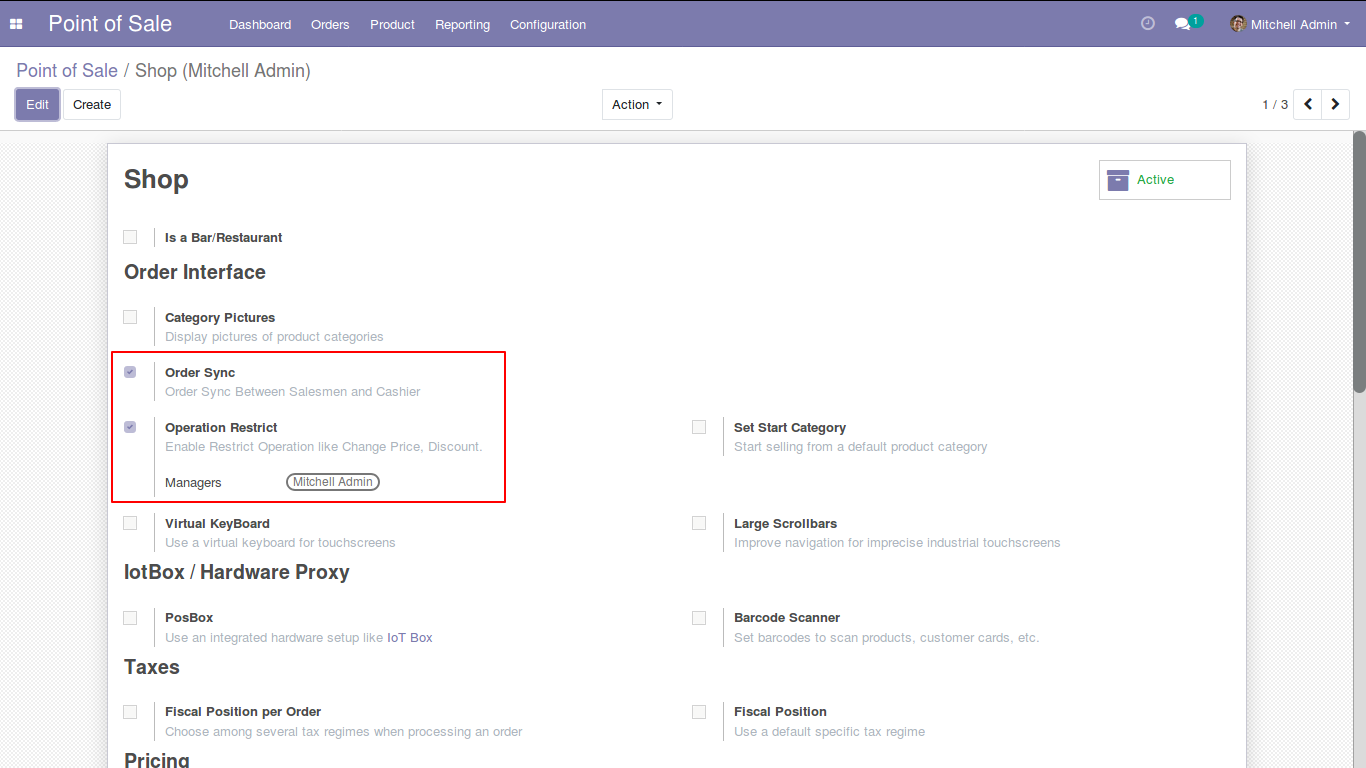 Point of Sale Dashboard Orders Product Reporting Configuration 1 Mitchell Admin
Point of Sale / Shop (Mitchell Admin)
Edit Create Action 1 / 3
Shop
Active
Is a Bar/Restaurant
Order Interface
Category Pictures
Display pictures of product categories
Order Sync
Order Sync Between Salesmen and Cashier
Operation Restrict
Enable Restrict Operation like Change Price, Discount.
Managers Mitchell Admin
Set Start Category
Start selling from a default product category
Virtual KeyBoard
Use a virtual keyboard for touchscreens
Large Scrollbars
Improve navigation for imprecise industrial touchscreens
IotBox / Hardware Proxy
PosBox
Use an integrated hardware setup like IoT Box
Barcode Scanner
Set barcodes to scan products, customer cards, etc.
Taxes
Fiscal Position per Order
Choose among several tax regimes when processing an order
Fiscal Position
Use a default specific tax regime
Pricing